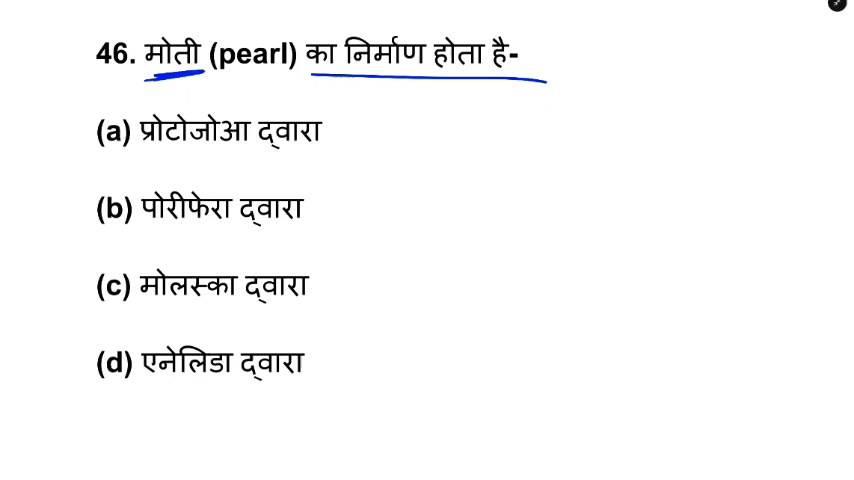 46. मोती (pearl) का निर्माण होता है-
(a) प्रोटोजोआ द्वारा
(b) पोरीफेरा द्वारा
(c) मोलस्का द्वारा
(d) एनेलिडा द्वारा